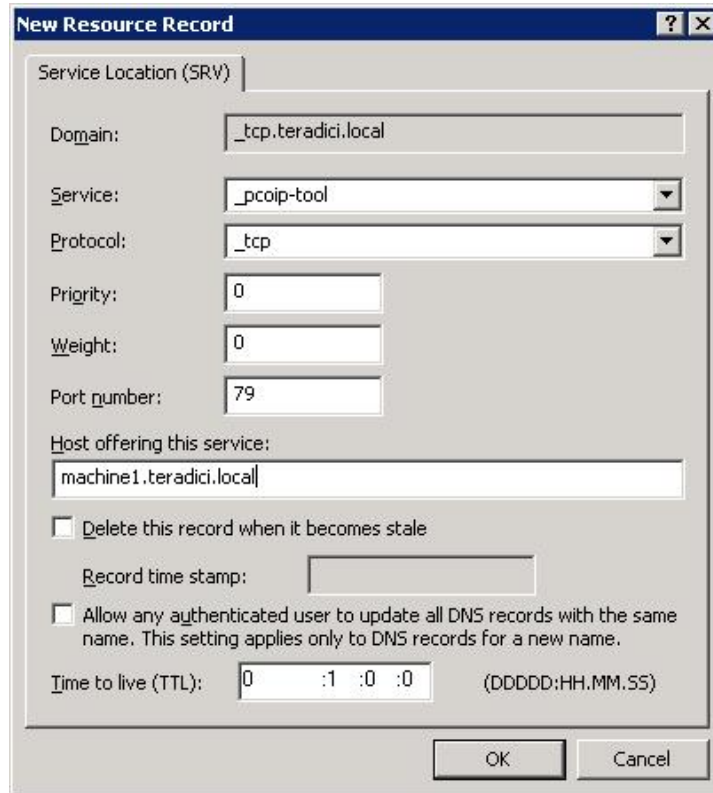 New Resource Record
Service Location (SRV)
Domain: _tcp.teradici.local
Service: _pcoip-tool
Protocol: _tcp
Priority: 0
Weight: 0
Port number: 79
Host offering this service:
machine1.teradici.local
Delete this record when it becomes stale
Record time stamp:
Allow any authenticated user to update all DNS records with the same
name. This setting applies only to DNS records for a new name.
Time to live (TTL): 0 :1 :0 :0 (DDDDD:HH.MM.SS)
OK Cancel